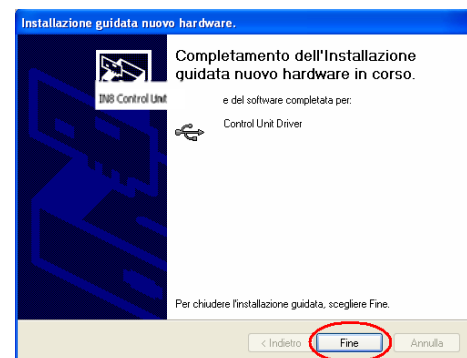 Installazione guidata nuovo hardware.
Completamento dell'Installazione
guidata nuovo hardware in corso.
IN8 Control Unit
e del software completata per:
Control Unit Driver
Per chiudere l'installazione guidata, scegliere Fine.
< Indietro
Fine
Annulla